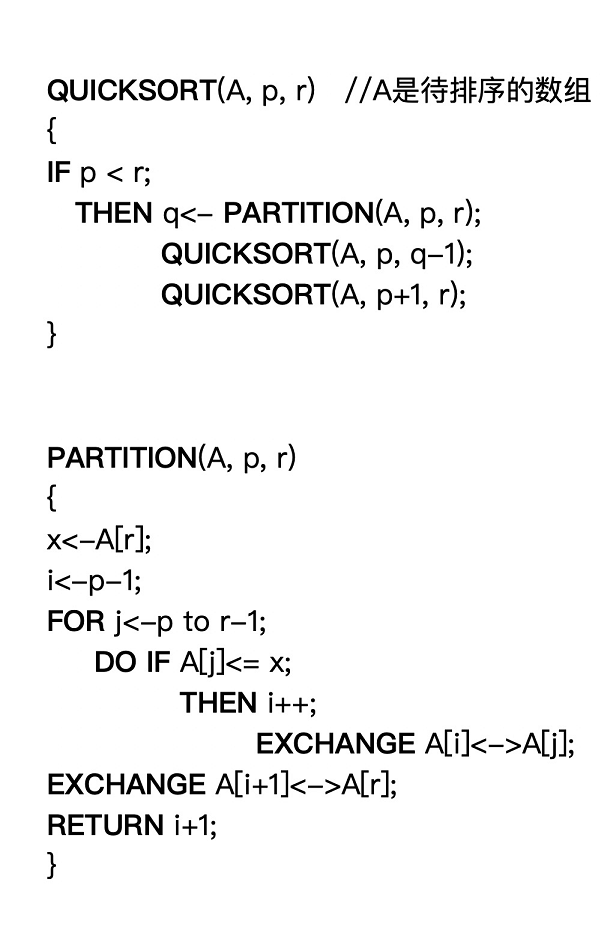 QUICKSORT(A, p, r) //A是待排序的数组
{
IF p < r;
THEN q<- PARTITION(A, p, r);
QUICKSORT(A, p, q-1);
QUICKSORT(A, p+1, r);
}
PARTITION(A, p, r)
{
x<-A[r];
i<-p-1;
FOR j<-p to r-1;
DO IF A[j]<= x;
THEN i++;
EXCHANGE A[i]<->A[j];
EXCHANGE A[i+1]<->A[r];
RETURN i+1;
}